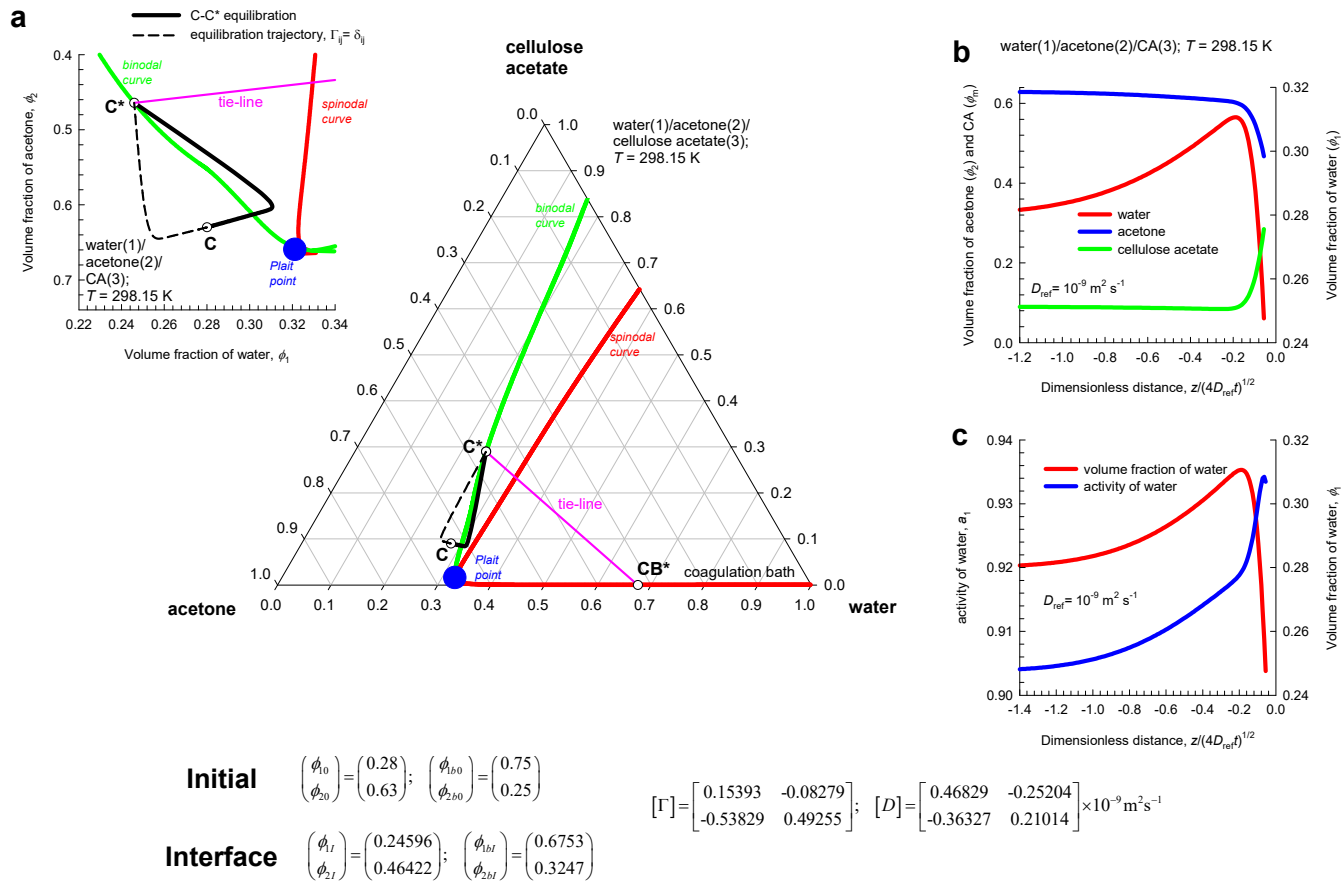 a
C-C* equilibration
equilibration trajectory, Γij= δij
0.4
0.5
0.6
0.7
Volume fraction of acetone, ϕ2
binodal
curve
C*
tie-line
spinodal
curve
C
water(1)/
acetone(2)/
CA(3);
T = 298.15 K
Plait
point
0.22 0.24 0.26 0.28 0.30 0.32 0.34
Volume fraction of water, ϕ1
cellulose
acetate
water(1)/acetone(2)/
cellulose acetate(3);
T = 298.15 K
0.0
0.1
0.2
0.3
0.4
0.5
0.6
0.7
0.8
0.9
1.0
1.0
0.9
0.8
0.7
0.6
0.5
0.4
0.3
0.2
0.1
0.0
binodal
curve
spinodal
curve
C*
tie-line
C
Plait
point
CB*
coagulation bath
0.0 0.1 0.2 0.3 0.4 0.5 0.6 0.7 0.8 0.9 1.0
acetone
water
b
water(1)/acetone(2)/CA(3); T = 298.15 K
Volume fraction of acetone (ϕ2) and CA (ϕm)
0.6
0.4
0.2
0.0
water
acetone
cellulose acetate
Dref= 10-9 m2 s-1
0.32
0.30
0.28
0.26
0.24
Volume fraction of water (ϕ1)
-1.2 -1.0 -0.8 -0.6 -0.4 -0.2 0.0
Dimensionless distance, z/(4Dreft)1/2
c
activity of water, a1
0.94
0.93
0.92
0.91
0.90
volume fraction of water
activity of water
Dref= 10-9 m2 s-1
0.32
0.30
0.28
0.26
0.24
Volume fraction of water, ϕ1
-1.4 -1.2 -1.0 -0.8 -0.6 -0.4 -0.2 0.0
Dimensionless distance, z/(4Dreft)1/2
Initial
(ϕ10 ϕ20) = (0.28 0.63); (ϕ1b0 ϕ2b0) = (0.75 0.25)
Interface
(ϕ1I ϕ2I) = (0.24596 0.46422); (ϕ1bI ϕ2bI) = (0.6753 0.3247)
[Γ] = [0.15393 -0.08279 -0.53829 0.49255]; [D] = [0.46829 -0.25204 -0.36327 0.21014] ×10−9 m2s−1